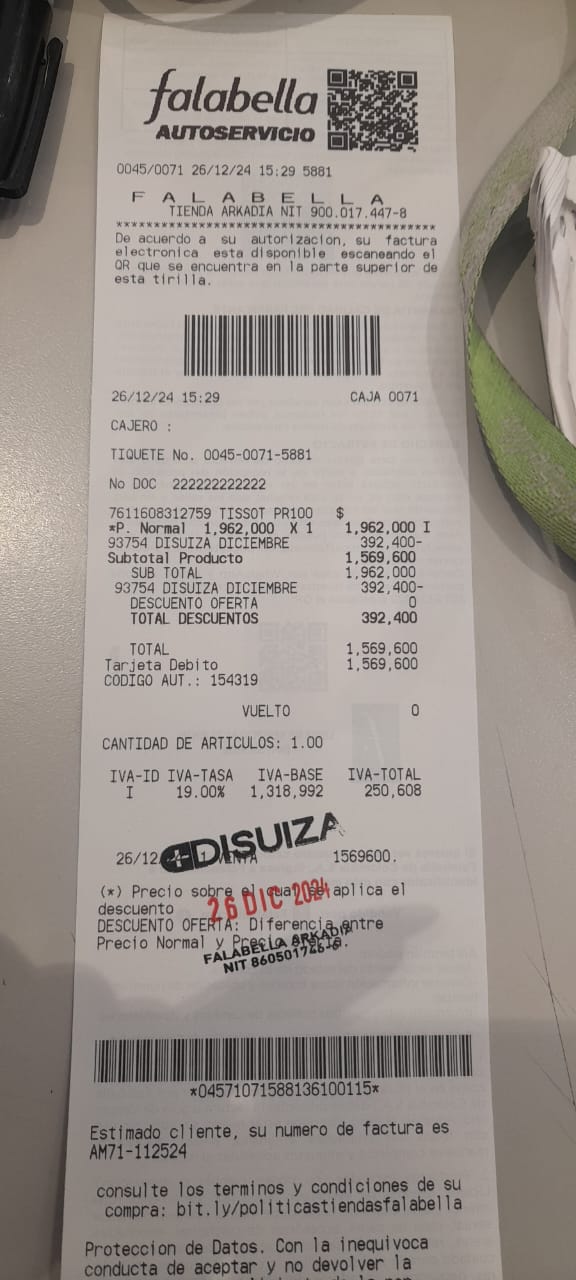 falabella
AUTOSERVICIO
0045/0071 26/12/24 15:29 5881
F A L A B E L L A
TIENDA ARKADIA NIT 900.017.447-8
****************************************
De acuerdo a su autorizacion, su factura
electronica esta disponible escaneando el
QR que se encuentra en la parte superior de
esta tirilla.
26/12/24 15:29 CAJA 0071
CAJERO :
TIQUETE No. 0045-0071-5881
No DOC 222222222222
7611608312759 TISSOT PR100 $
*P. Normal 1,962,000 X 1 1,962,000 I
93754 DISUIZA DICIEMBRE 392,400-
Subtotal Producto 1,569,600
SUB TOTAL 1,962,000
93754 DISUIZA DICIEMBRE 392,400-
DESCUENTO OFERTA 0
TOTAL DESCUENTOS 392,400
TOTAL 1,569,600
Tarjeta Debito 1,569,600
CODIGO AUT.: 154319
VUELTO 0
CANTIDAD DE ARTICULOS: 1.00
IVA-ID IVA-TASA IVA-BASE IVA-TOTAL
I 19.00% 1,318,992 250,608
DISUIZA
26/12/24 1 VENTA 1569600.
(*) Precio sobre el cual se aplica el
descuento
26 DIC 2024
DESCUENTO OFERTA: Diferencia entre
Precio Normal y Precio
FALABELLA ARKADIA
NIT
*04571071588136100115*
Estimado cliente, su numero de factura es
AM71-112524
consulte los terminos y condiciones de su
compra: bit.ly/politicastiendasfalabella
Proteccion de Datos. Con la inequivoca
conducta de aceptar y no devolver la